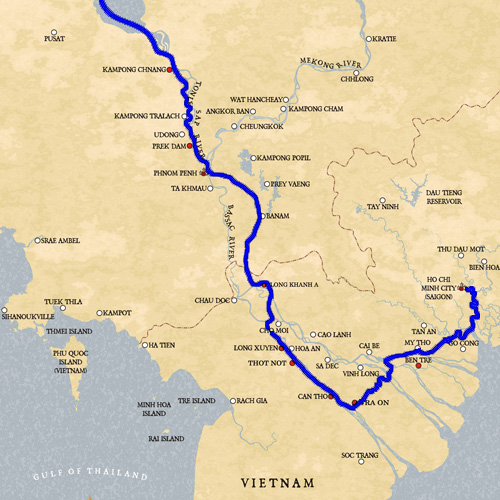 PUSAT
KRATIE
MEKONG RIVER
KAMPONG CHNANG
CHHLONG
TONLE SAP RIVER
WAT HANCHEAY
ANGKOR BAN
KAMPONG CHAM
KAMPONG TRALACH
CHEUNGKOK
UDONG
PREK DAM
KAMPONG POPIL
PHNOM PENH
TA KHMAU
PREY VAENG
DAU TIENG
RESERVOIR
TAY NINH
BASSAC RIVER
BANAM
SRAE AMBEL
THU DAU MOT
BIEN HOA
HO CHI
MINH CITY
(SAIGON)
LONG KHANH A
CHAU DOC
TUEK THLA
SIHANOUKVILLE
KAMPOT
THMEI ISLAND
CHO MOI
CAO LANH
TAN AN
HA TIEN
LONG XUYEN
HOA AN
CAI BE
MY THO
GO CONG
PHU QUOC
ISLAND
(VIETNAM)
THOT NOT
SA DEC
VINH LONG
BEN TRE
MINH HOA
ISLAND
TRE ISLAND
RACH GIA
CAN THO
TRA ON
RAI ISLAND
SOC TRANG
GULF OF THAILAND
VIETNAM